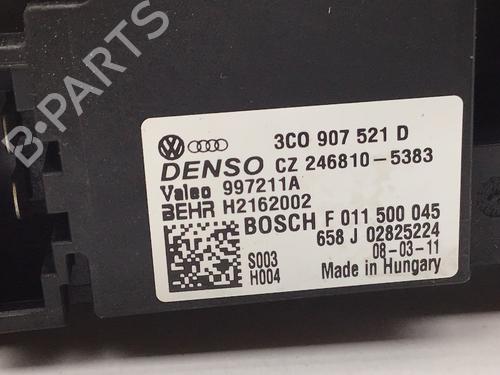 3C0 907 521 D
DENSO CZ 246810-5383
Valeo 997211A
BEHR H2162002
BOSCH F 011 500 045
658 J 02825224
S003 08-03-11
H004 Made in Hungary
B-PARTS